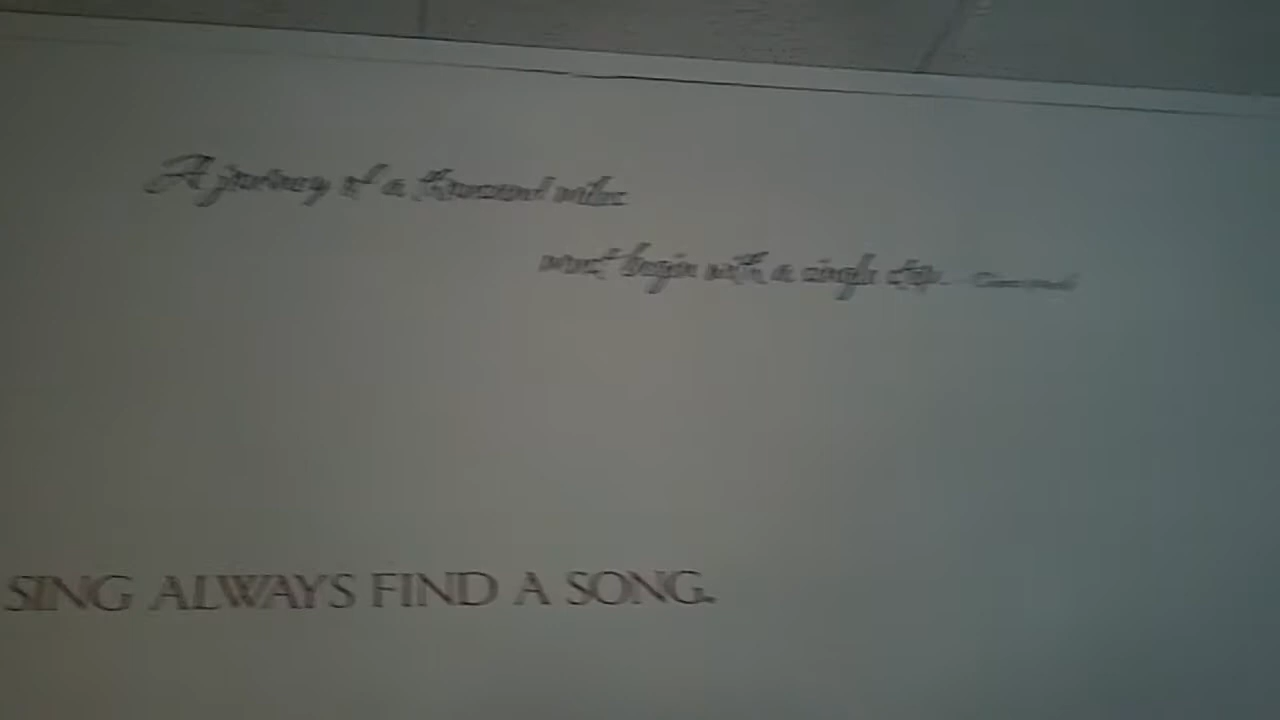 A journey of a thousand miles
must begin with a single step.
SING ALWAYS FIND A SONG.